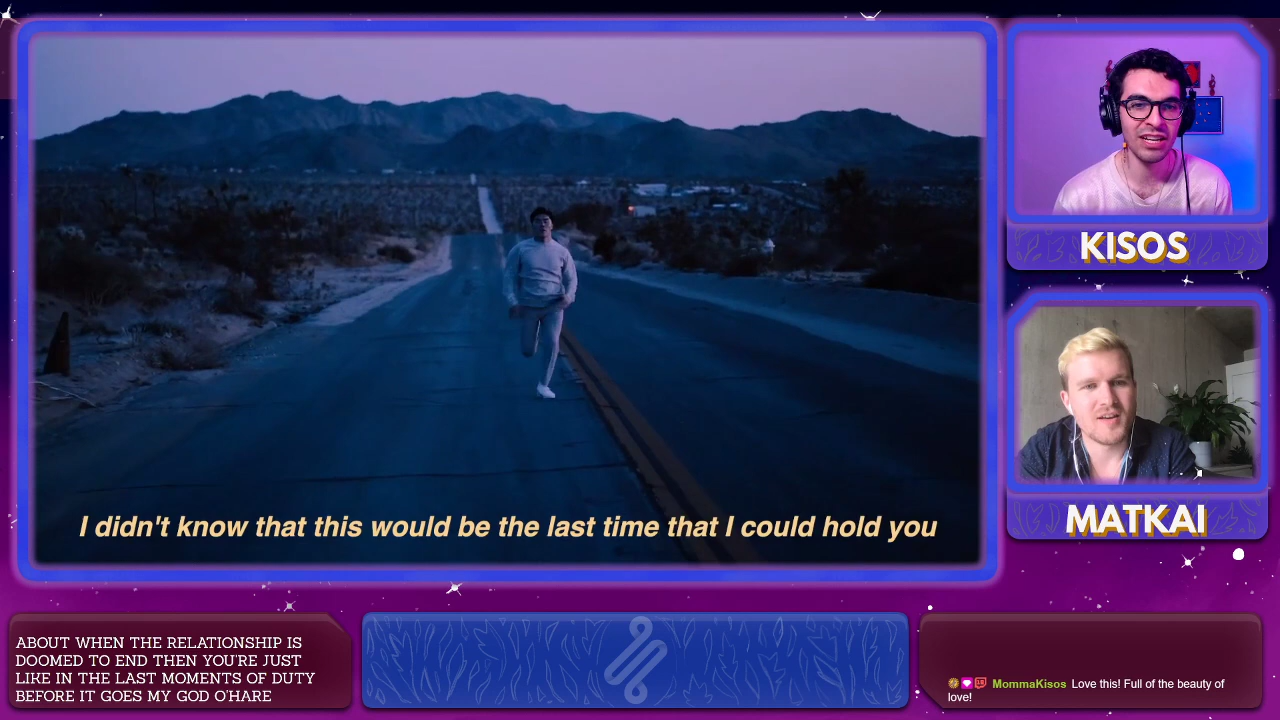 KISOS
MATKAI
I didn't know that this would be the last time that I could hold you
ABOUT WHEN THE RELATIONSHIP IS
DOOMED TO END THEN YOU'RE JUST
LIKE IN THE LAST MOMENTS OF DUTY
BEFORE IT GOES MY GOD O'HARE
MommaKisos Love this! Full of the beauty of
love!